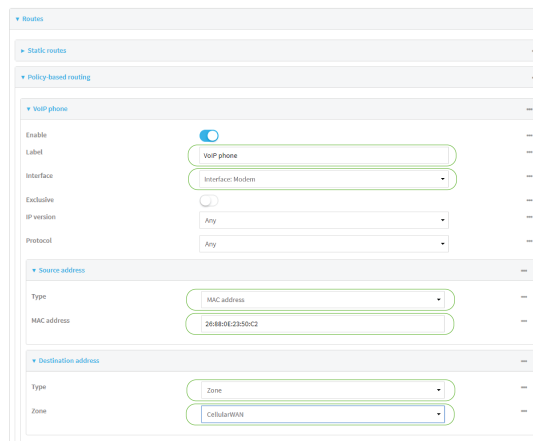 Routes
Static routes
Policy-based routing
VoIP phone
Enable
Label VoIP phone
Interface Interface: Modem
Exclusive
IP version Any
Protocol Any
Source address
Type MAC address
MAC address 26:88:0E:23:50:C2
Destination address
Type Zone
Zone CellularWAN